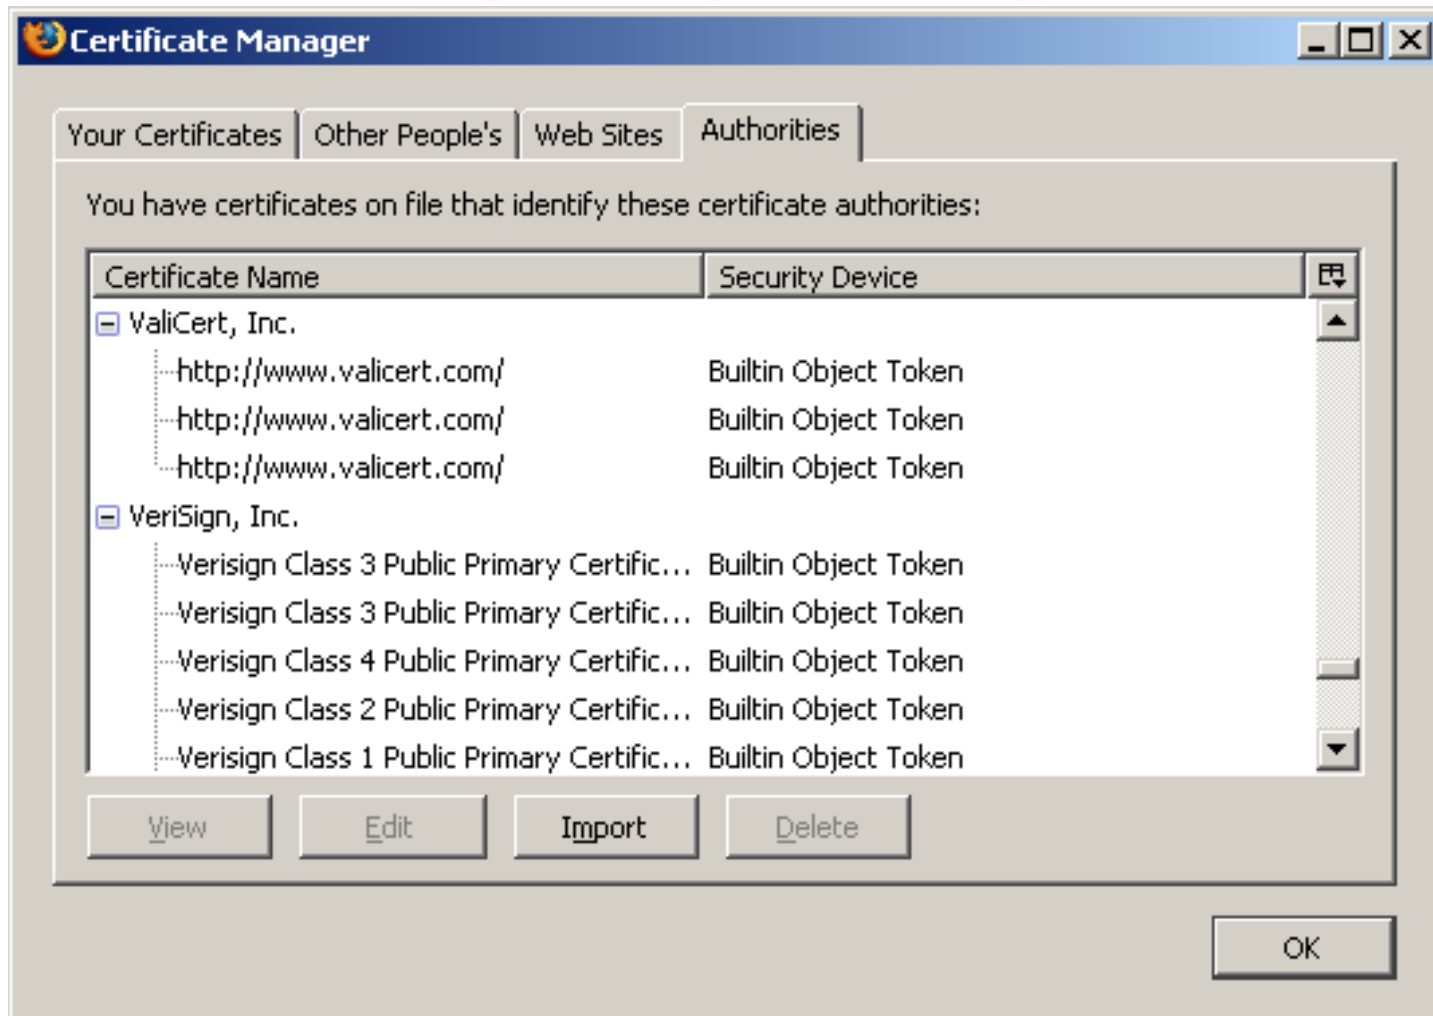 Certificate Manager
Your Certificates Other People's Web Sites Authorities
You have certificates on file that identify these certificate authorities:
Certificate Name Security Device
ValiCert, Inc.
http://www.valicert.com/ Builtin Object Token
http://www.valicert.com/ Builtin Object Token
http://www.valicert.com/ Builtin Object Token
VeriSign, Inc.
Verisign Class 3 Public Primary Certific... Builtin Object Token
Verisign Class 3 Public Primary Certific... Builtin Object Token
Verisign Class 4 Public Primary Certific... Builtin Object Token
Verisign Class 2 Public Primary Certific... Builtin Object Token
Verisign Class 1 Public Primary Certific... Builtin Object Token
View Edit Import Delete
OK